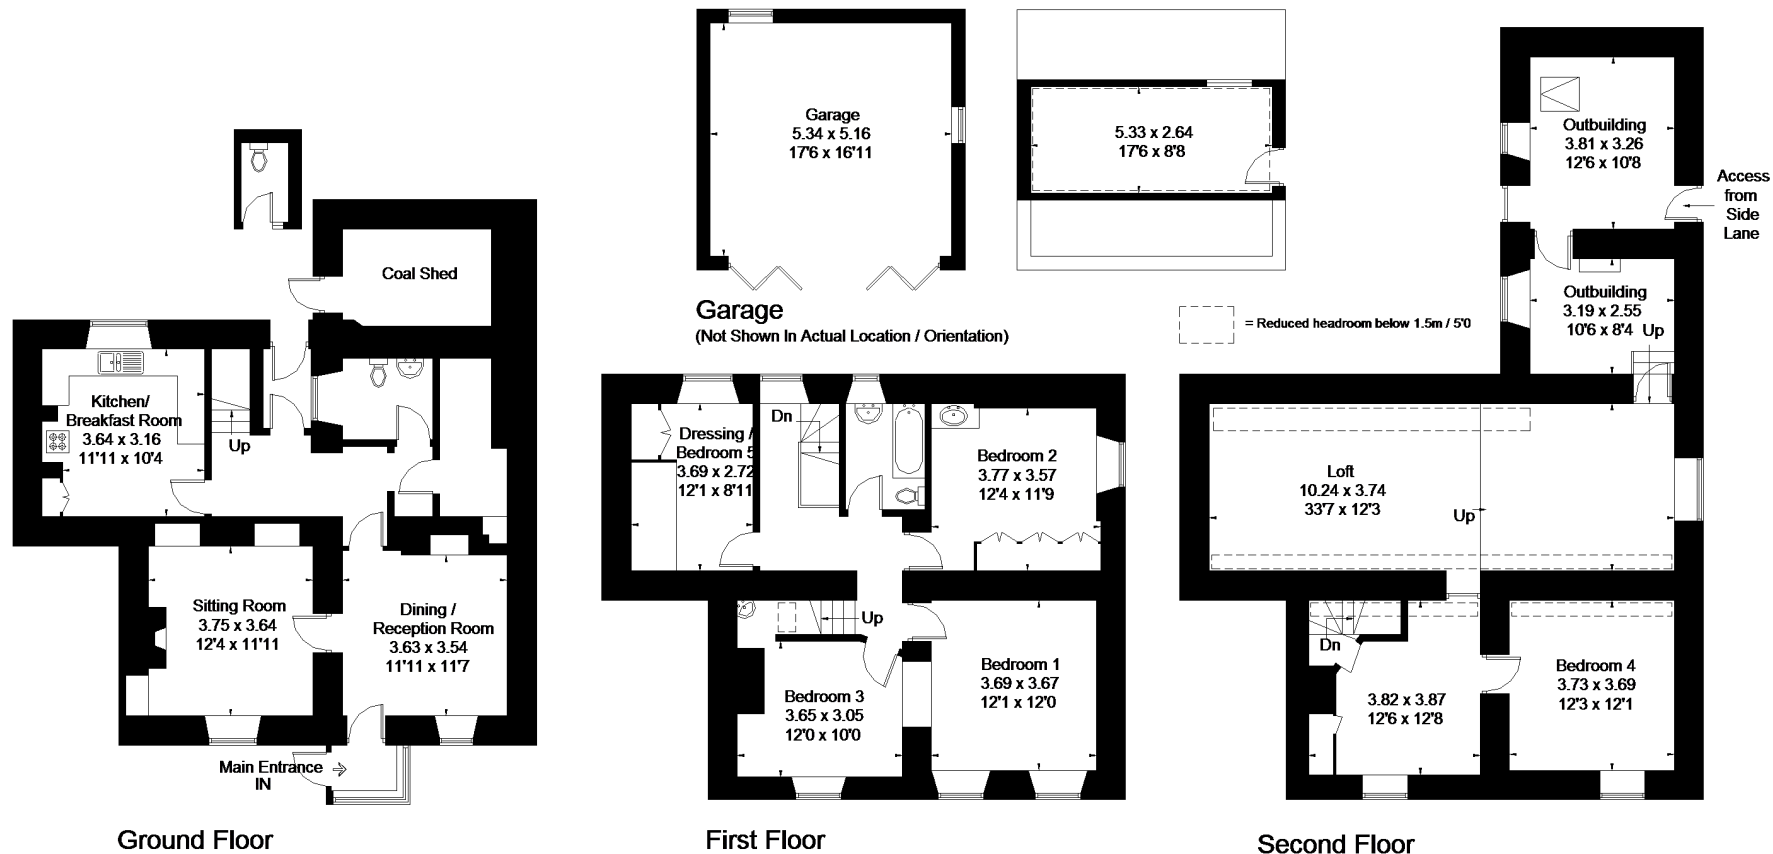 Coal Shed
Kitchen/
Breakfast Room
3.64 x 3.16
11'11 x 10'4
Up
Sitting Room
3.75 x 3.64
12'4 x 11'11
Dining /
Reception Room
3.63 x 3.54
11'11 x 11'7
Main Entrance
IN
Ground Floor
Garage
5.34 x 5.16
17'6 x 16'11
Garage
(Not Shown In Actual Location / Orientation)
5.33 x 2.64
17'6 x 8'8
= Reduced headroom below 1.5m / 5'0
Dressing /
Bedroom 5
3.69 x 2.72
12'1 x 8'11
Dn
Bedroom 2
3.77 x 3.57
12'4 x 11'9
Up
Bedroom 3
3.65 x 3.05
12'0 x 10'0
Bedroom 1
3.69 x 3.67
12'1 x 12'0
First Floor
Outbuilding
3.81 x 3.26
12'6 x 10'8
Access
from
Side
Lane
Outbuilding
3.19 x 2.55
10'6 x 8'4
Up
Loft
10.24 x 3.74
33'7 x 12'3
Up
Dn
3.82 x 3.87
12'6 x 12'8
Bedroom 4
3.73 x 3.69
12'3 x 12'1
Second Floor